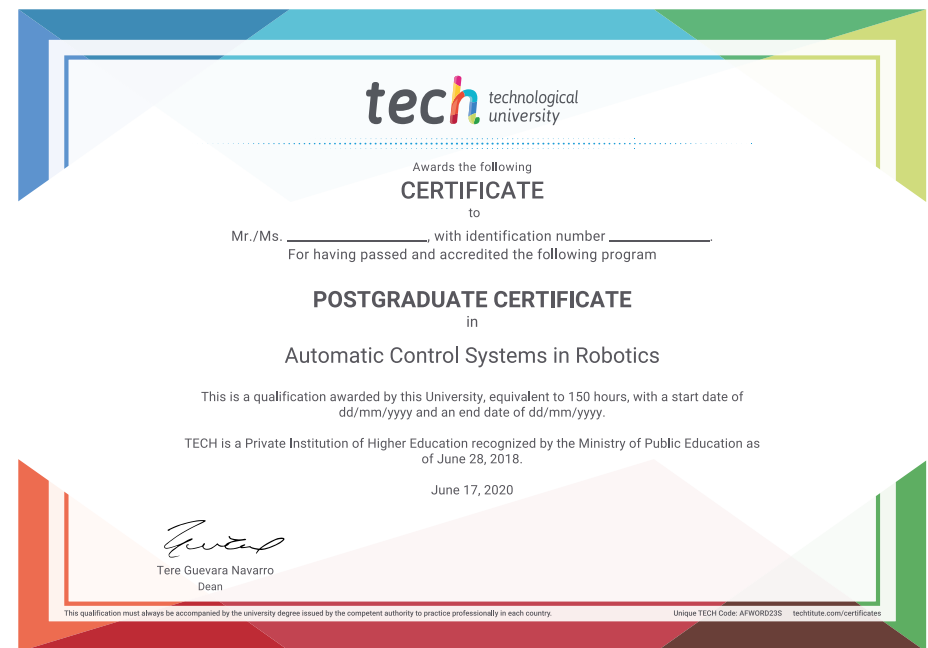 tech technological
university
Awards the following
CERTIFICATE
to
Mr./Ms. ____________, with identification number ____________.
For having passed and accredited the following program
POSTGRADUATE CERTIFICATE
in
Automatic Control Systems in Robotics
This is a qualification awarded by this University, equivalent to 150 hours, with a start date of
dd/mm/yyyy and an end date of dd/mm/yyyy.
TECH is a Private Institution of Higher Education recognized by the Ministry of Public Education as
of June 28, 2018.
June 17, 2020
Tere Guevara Navarro
Dean
This qualification must always be accompanied by the university degree issued by the competent authority to practice professionally in each country.
Unique TECH Code: AFWORD23S techtitute.com/certificates